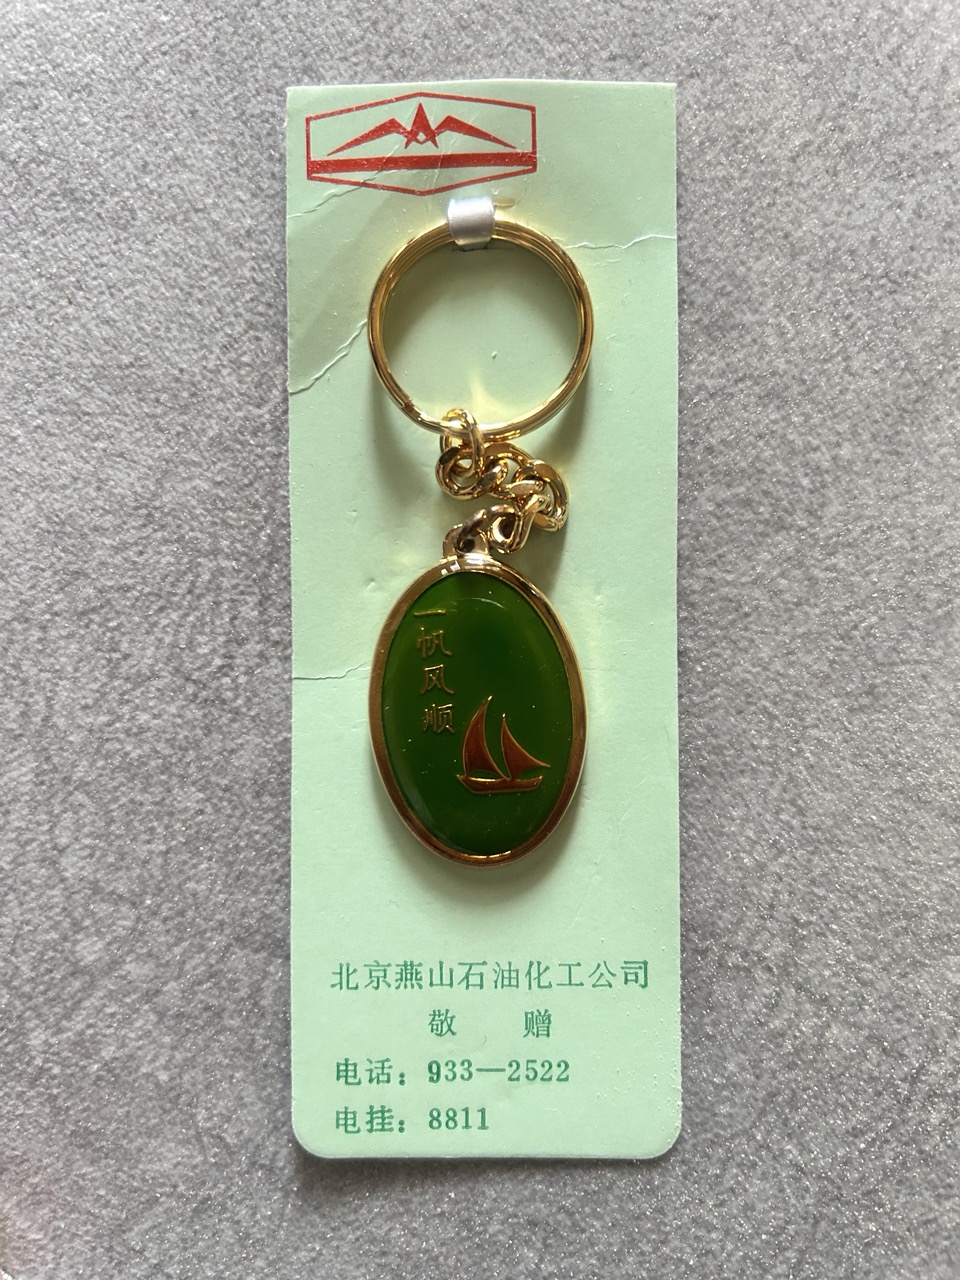 一帆风顺
北京燕山石油化工公司
敬 赠
电话：933—2522
电挂：8811